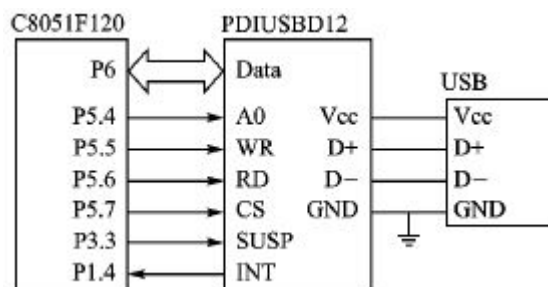 C8051F120 PDIUSBD12
P6 Data
USB
P5.4 A0 Vcc Vcc
P5.5 WR D+ D+
P5.6 RD D− D−
P5.7 CS GND GND
P3.3 SUSP
P1.4 INT